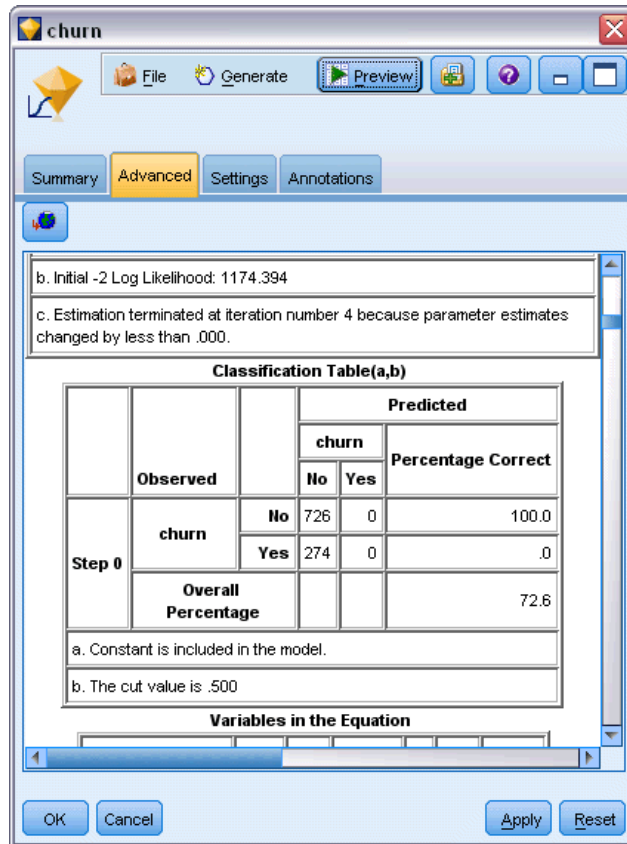 churn
File Generate Preview
Summary Advanced Settings Annotations
b. Initial -2 Log Likelihood: 1174.394
c. Estimation terminated at iteration number 4 because parameter estimates
changed by less than .000.
Classification Table(a,b)
Predicted
churn
Percentage Correct
Observed No Yes
Step 0 churn No 726 0 100.0
Yes 274 0 .0
Overall
Percentage 72.6
a. Constant is included in the model.
b. The cut value is .500
Variables in the Equation
OK Cancel Apply Reset